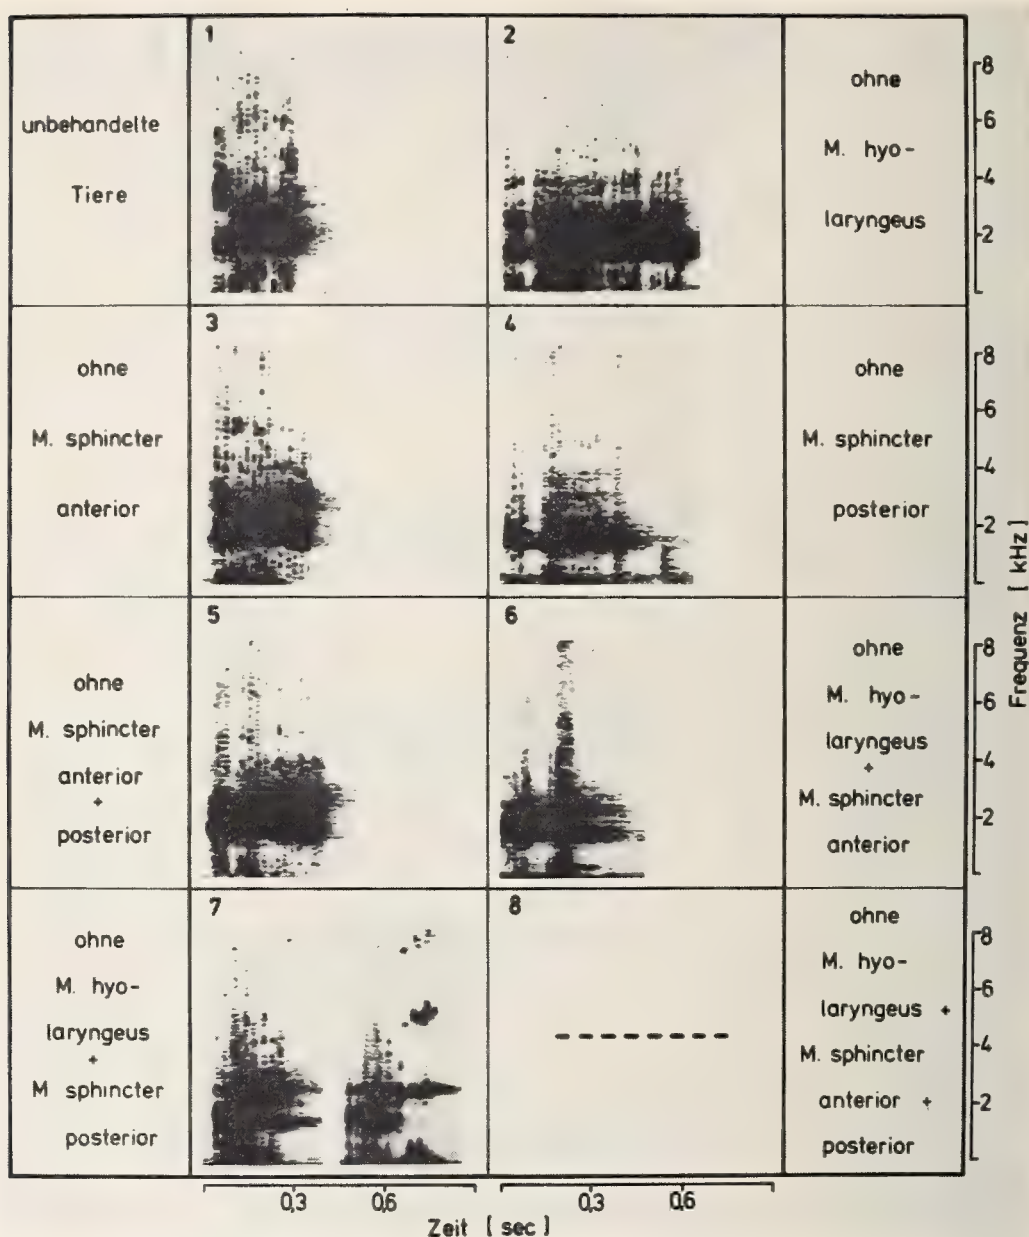 1
2
unbehandelte
Tiere
ohne
M. hyo-
laryngeus
8
6
4
2
3
4
ohne
M. sphincter
anterior
ohne
M. sphincter
posterior
8
6
4
2
5
6
ohne
M. sphincter
anterior
+
posterior
ohne
M. hyo-
laryngeus
+
M. sphincter
anterior
8
6
4
2
7
8
ohne
M. hyo-
laryngeus
+
M sphincter
posterior
ohne
M. hyo-
laryngeus +
M. sphincter
anterior +
posterior
8
6
4
2
Frequenz [ kHz ]
0,3
0,6
0,3
0,6
Zeit [ sec ]